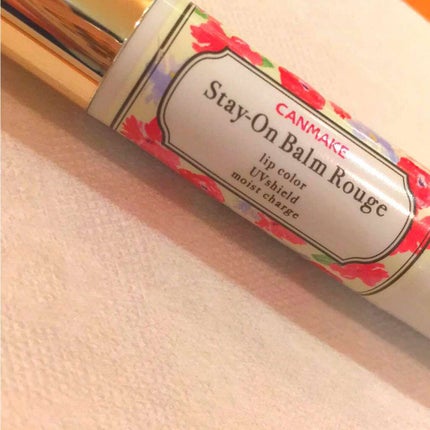 CANMAKE
Stay-On Balm Rouge
lip color
UVshield
moist charge